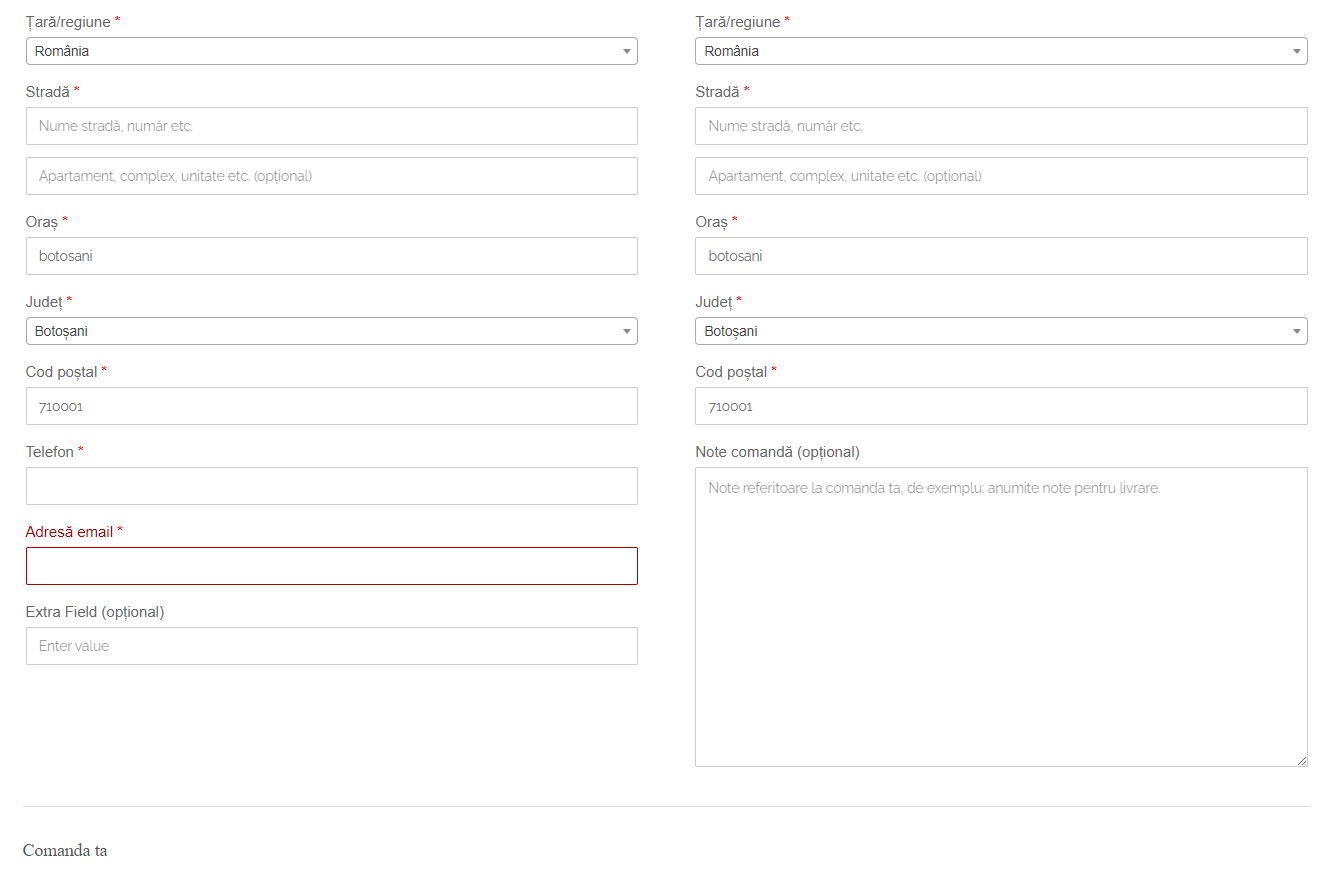 Țară/regiune *
România
Stradă *
Nume stradă, număr etc.
Apartament, complex, unitate etc. (opțional)
Oraș *
botosani
Județ *
Botoșani
Cod poștal *
710001
Telefon *
Adresă email *
Extra Field (opțional)
Enter value
Țară/regiune *
România
Stradă *
Nume stradă, număr etc.
Apartament, complex, unitate etc. (opțional)
Oraș *
botosani
Județ *
Botoșani
Cod poștal *
710001
Note comandă (opțional)
Note referitoare la comanda ta, de exemplu: anumite note pentru livrare.
Comanda ta